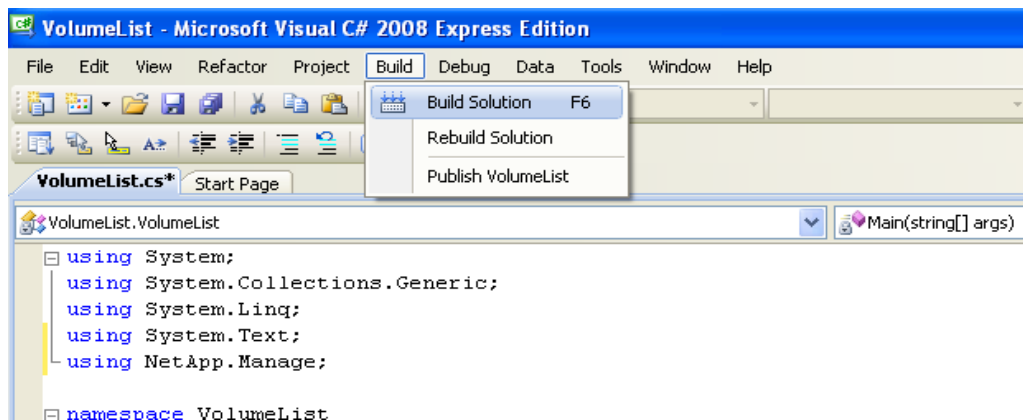 VolumeList - Microsoft Visual C# 2008 Express Edition
File Edit View Refactor Project Build Debug Data Tools Window Help
Build Solution F6
Rebuild Solution
Publish VolumeList
VolumeList.cs* Start Page
VolumeList.VolumeList Main(string[] args)
using System;
using System.Collections.Generic;
using System.Linq;
using System.Text;
using NetApp.Manage;
namespace VolumeList